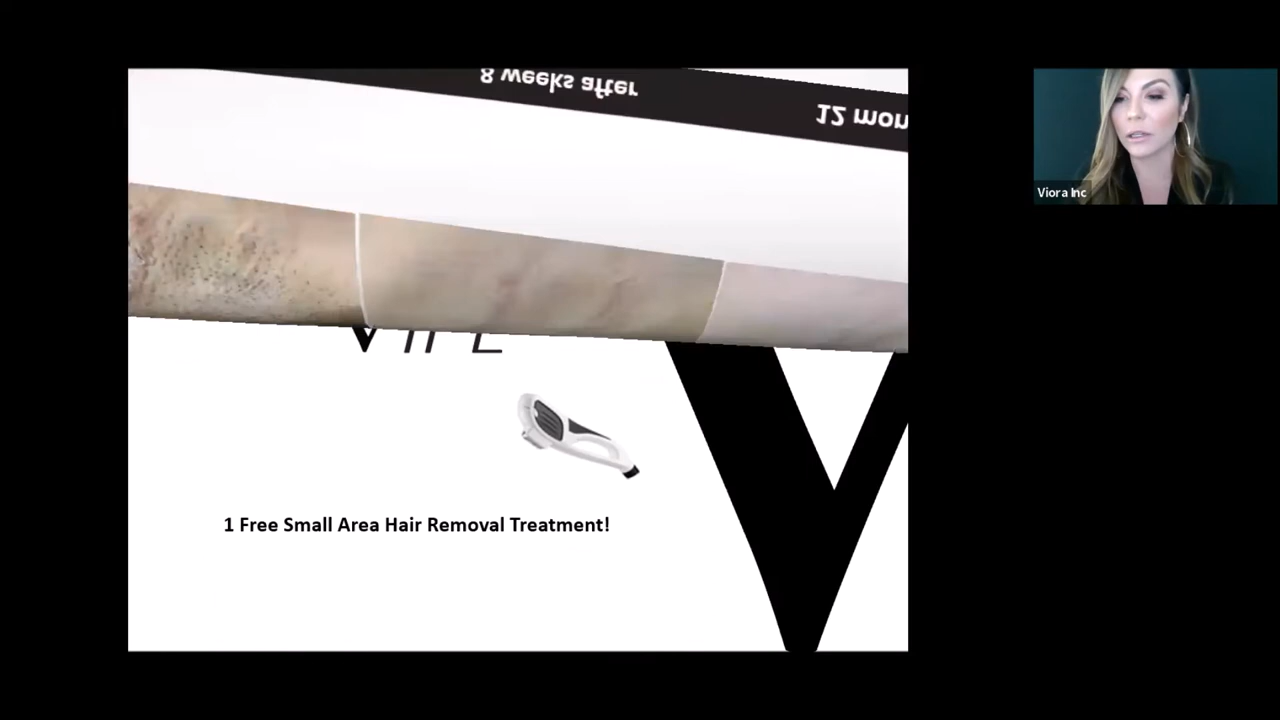 8 weeks after
12 mon
Viora Inc
1 Free Small Area Hair Removal Treatment!
V